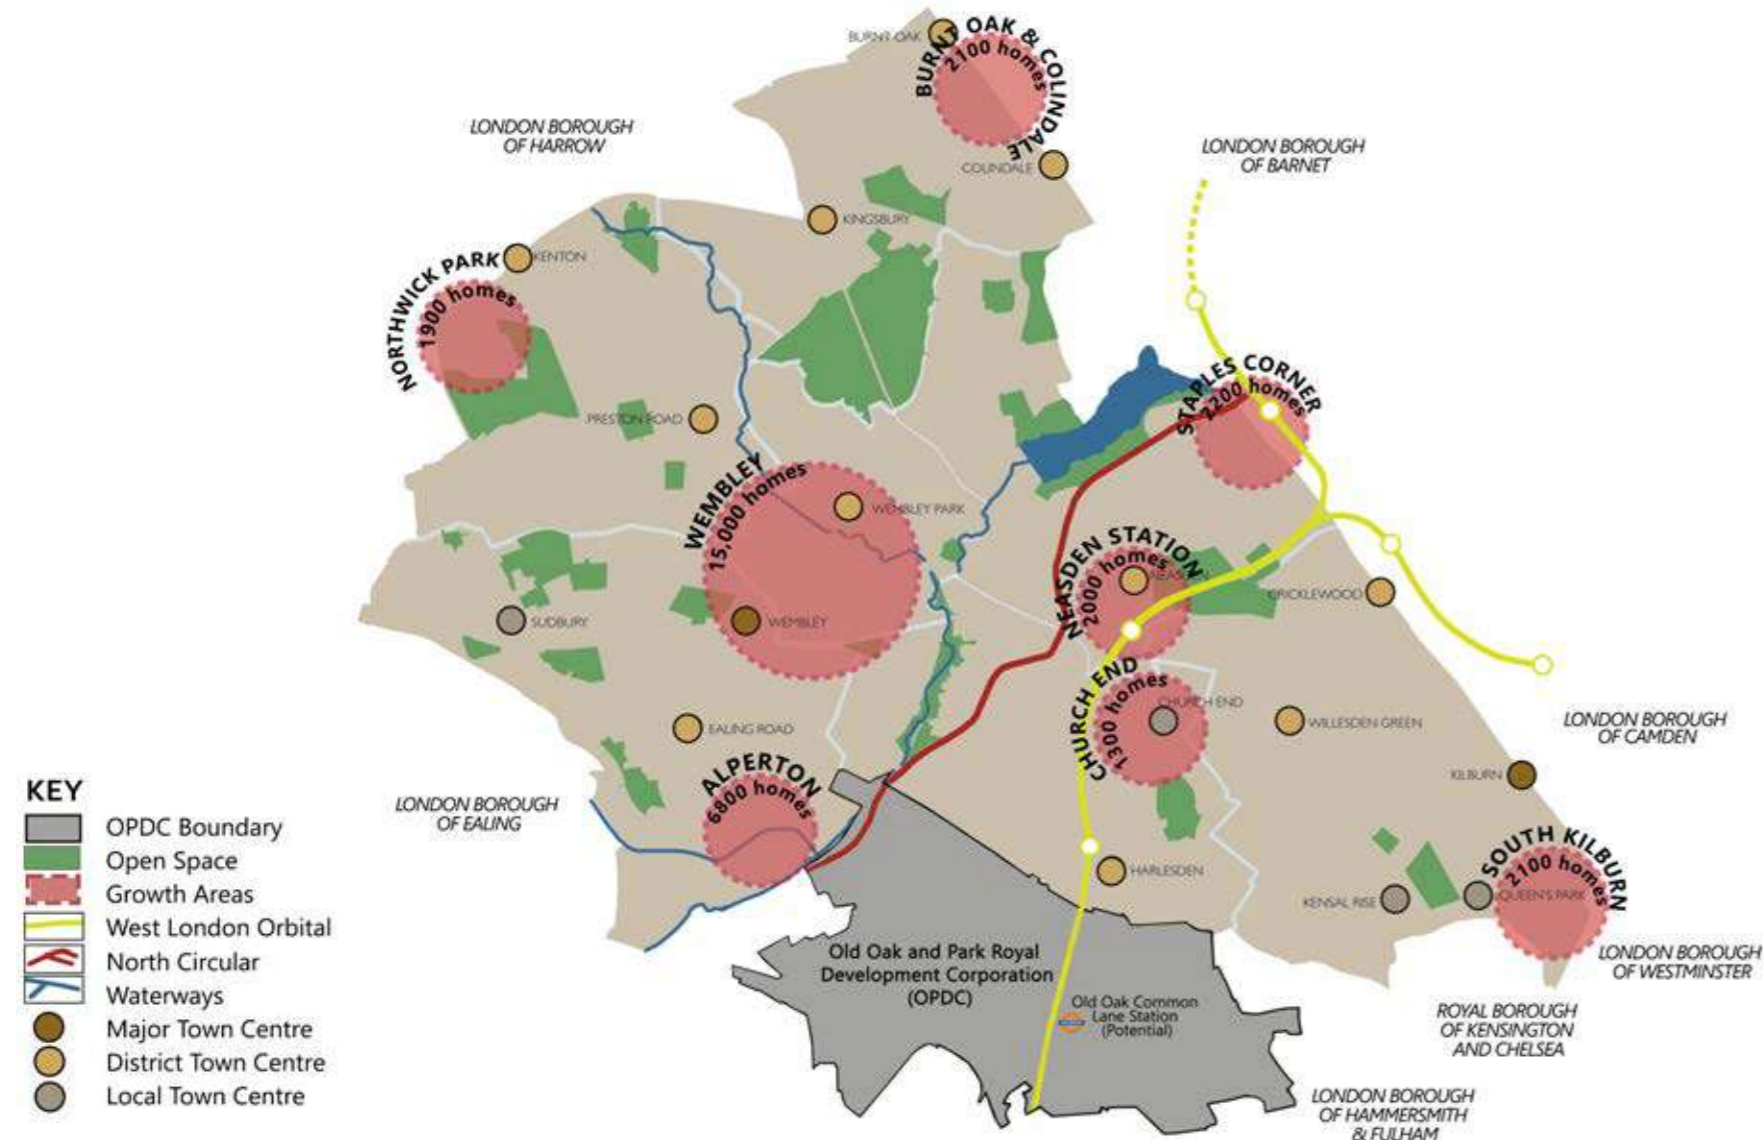 BURNT OAK
BURNT OAK & COLINDALE
2100 homes
COLINDALE
LONDON BOROUGH
OF HARROW
LONDON BOROUGH
OF BARNET
KINGSBURY
NORTHWICK PARK
1900 homes
KENTON
PRESTON ROAD
STAPLES CORNER
2200 homes
WEMBLEY
15,000 homes
WEMBLEY PARK
WEMBLEY
NEASDEN STATION
2000 homes
NEASDEN
CRICKLEWOOD
SUDBURY
CHURCH END
1300 homes
CHURCH END
WILLESDEN GREEN
EALING ROAD
LONDON BOROUGH
OF CAMDEN
KILBURN
ALPERTON
6800 homes
LONDON BOROUGH
OF EALING
HARLESDEN
SOUTH KILBURN
2100 homes
KENSAL RISE
QUEEN'S PARK
LONDON BOROUGH
OF WESTMINSTER
Old Oak and Park Royal
Development Corporation
(OPDC)
Old Oak Common
Lane Station
(Potential)
ROYAL BOROUGH
OF KENSINGTON
AND CHELSEA
LONDON BOROUGH
OF HAMMERSMITH
& FULHAM
KEY
OPDC Boundary
Open Space
Growth Areas
West London Orbital
North Circular
Waterways
Major Town Centre
District Town Centre
Local Town Centre